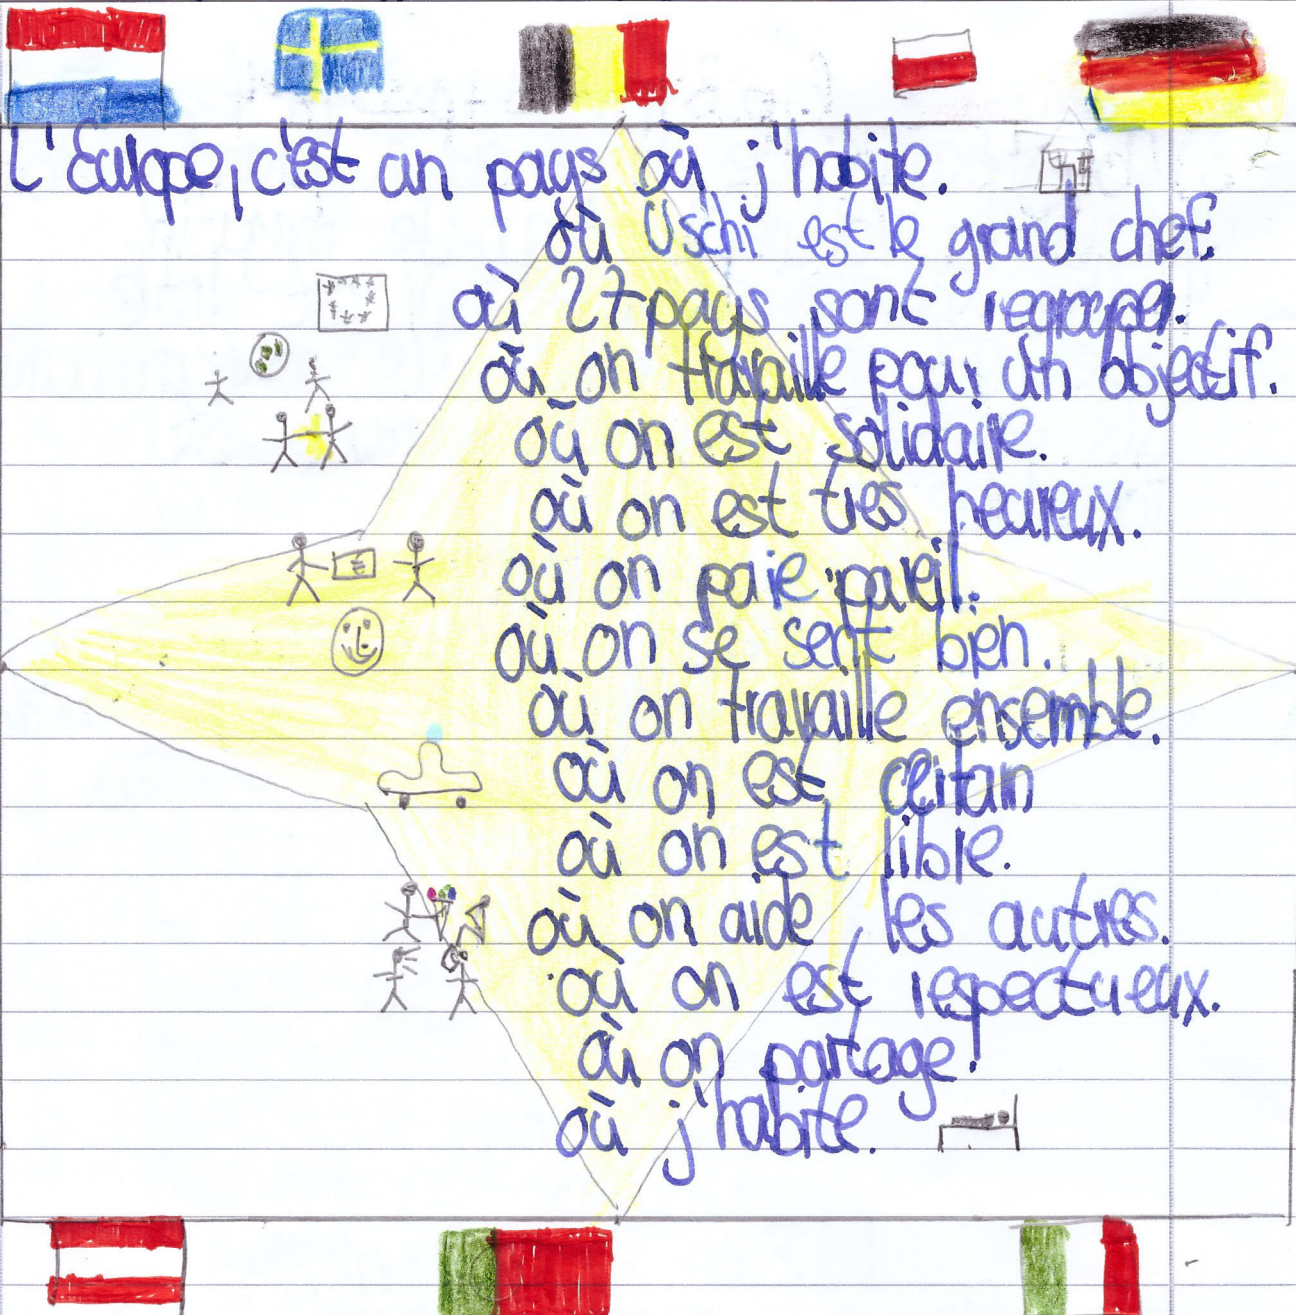 L'Europe, c'est un pays où j'habite.
où Uschi est le grand chef.
où 27 pays sont regrouper.
où on travaille pour un objectif.
où on est solidaire.
où on est tres heureux.
où on paie pareil.
où on se sent bien.
où on travaille ensemble.
où on est certain
où on est libre.
où on aide les autres.
où on est respectueux.
où on partage!
où j'habite.